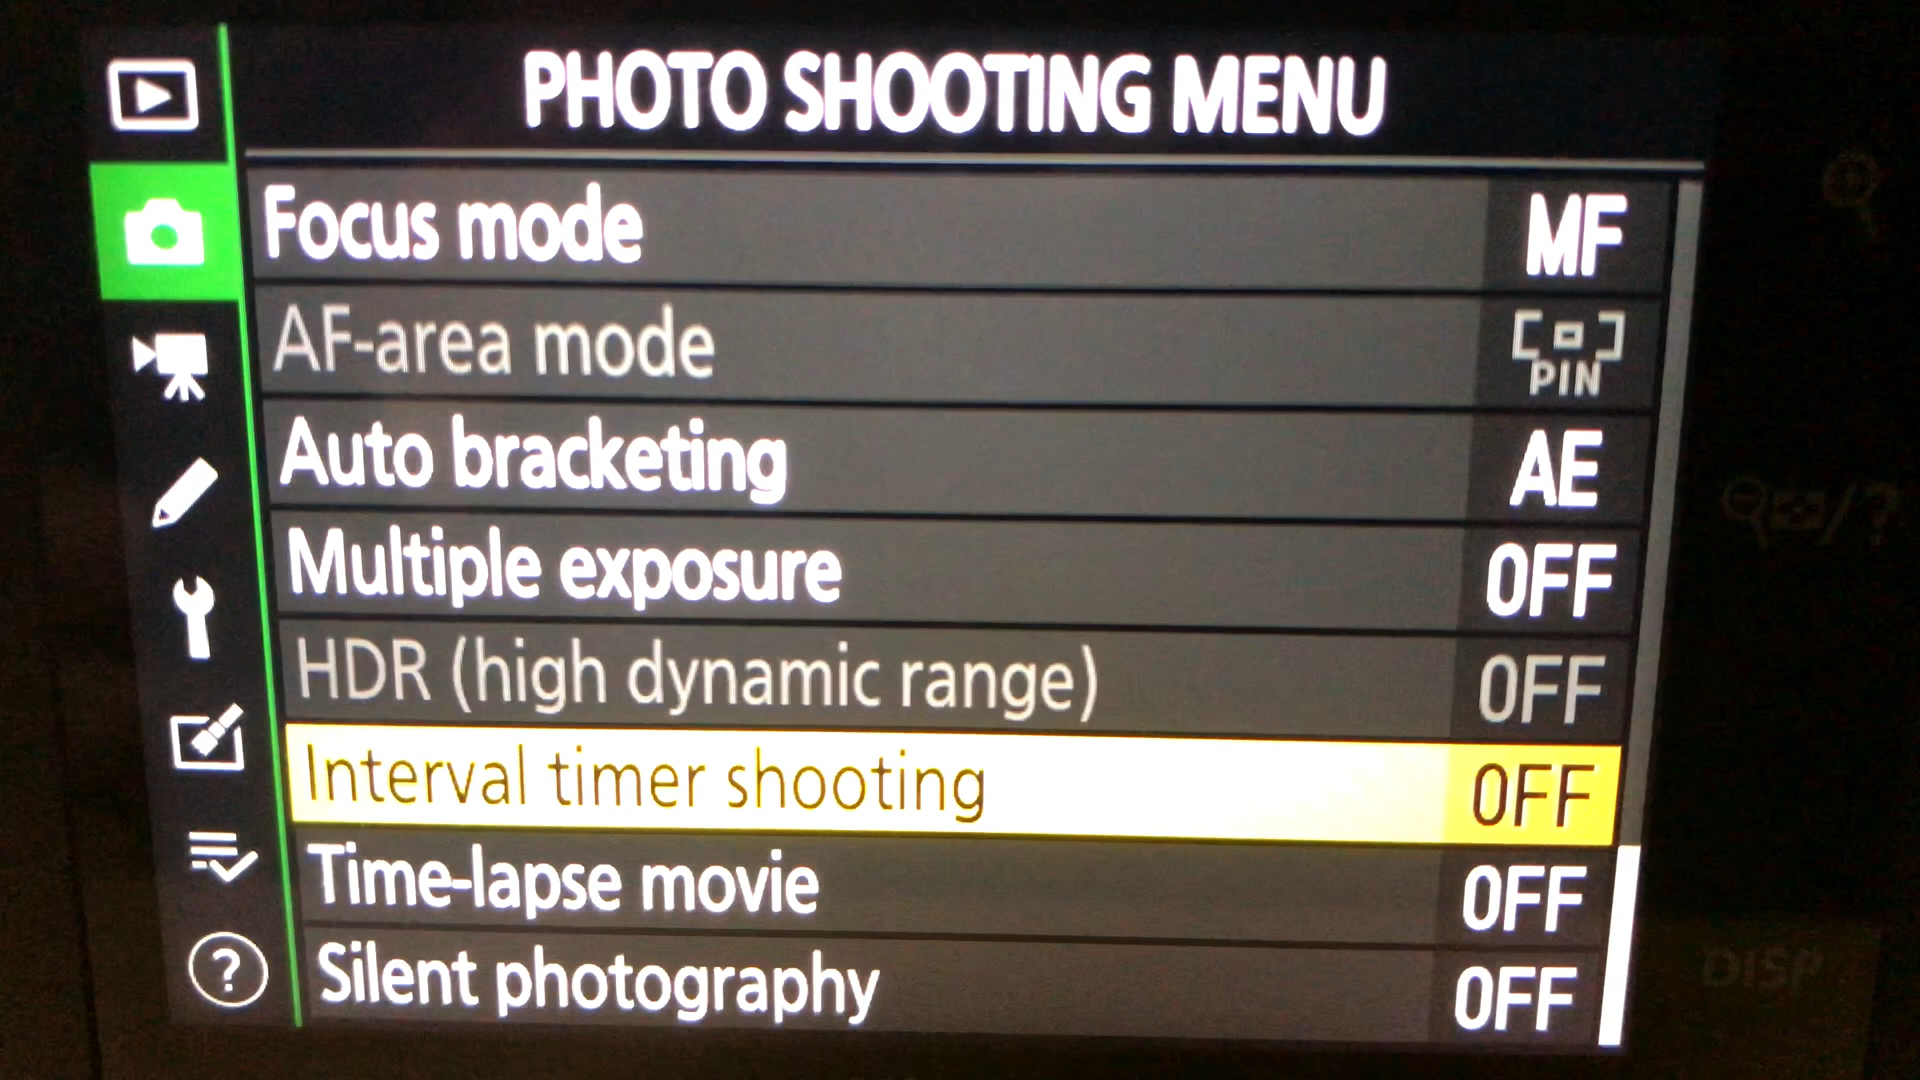 PHOTO SHOOTING MENU
Focus mode MF
AF-area mode PIN
Auto bracketing AE
Multiple exposure OFF
HDR (high dynamic range) OFF
Interval timer shooting OFF
Time-lapse movie OFF
Silent photography OFF
?
/?
DISP